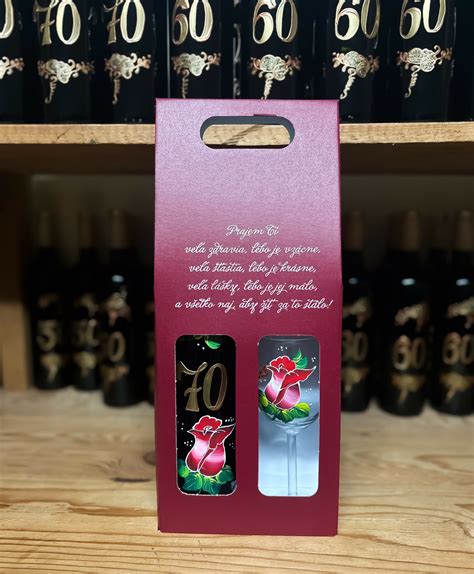 70 70 60 60 60 70
Prajem Ti
veľa zdravia, lebo je vzácne,
veľa šťastia, lebo je krásne,
veľa lásky, lebo je jej málo,
a všetko naj, aby žiť za to stálo!
70
60 60